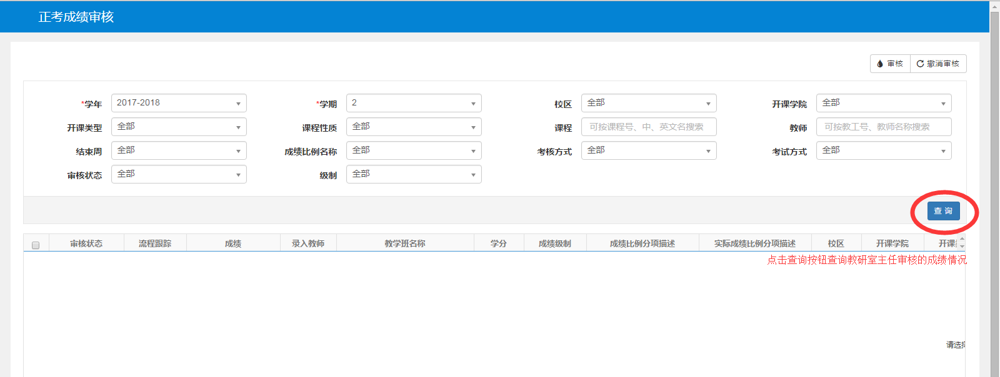 正考成绩审核
审核 撤消审核
*学年 2017-2018 *学期 2 校区 全部 开课学院 全部
开课类型 全部 课程性质 全部 课程 可按课程号、中、英文名搜索 教师 可按教工号、教师名称搜索
结束周 全部 成绩比例名称 全部 考核方式 全部 考试方式 全部
审核状态 全部 级制 全部
查 询
审核状态 流程跟踪 成绩 录入教师 教学班名称 学分 成绩级制 成绩比例分项描述 实际成绩比例分项描述 校区 开课学院 开课
点击查询按钮查询教研室主任审核的成绩情况
请选择